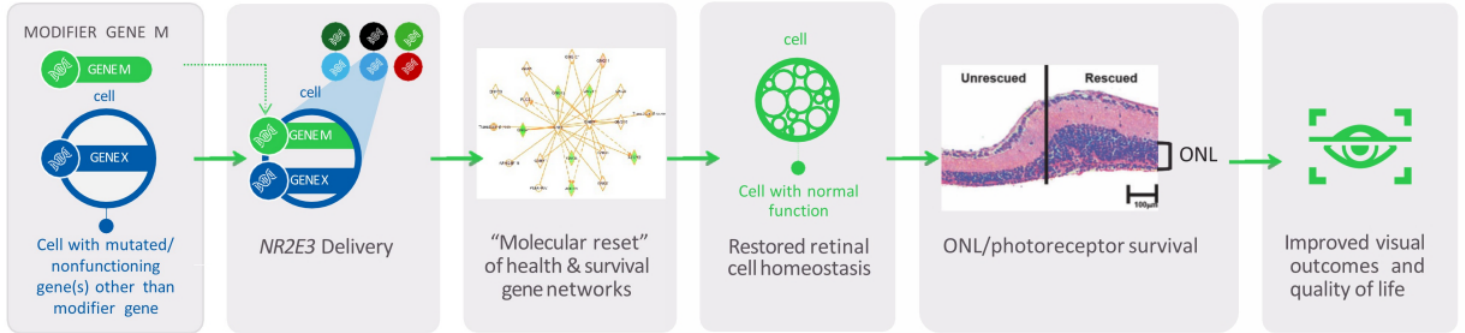 MODIFIER GENE M
GENE M
cell
GENE X
Cell with mutated/
nonfunctioning
gene(s) other than
modifier gene
cell
GENE M
GENE X
NR2E3 Delivery
“Molecular reset”
of health & survival
gene networks
cell
Cell with normal
function
Restored retinal
cell homeostasis
Unrescued
Rescued
ONL
100μm
ONL/photoreceptor survival
Improved visual
outcomes and
quality of life